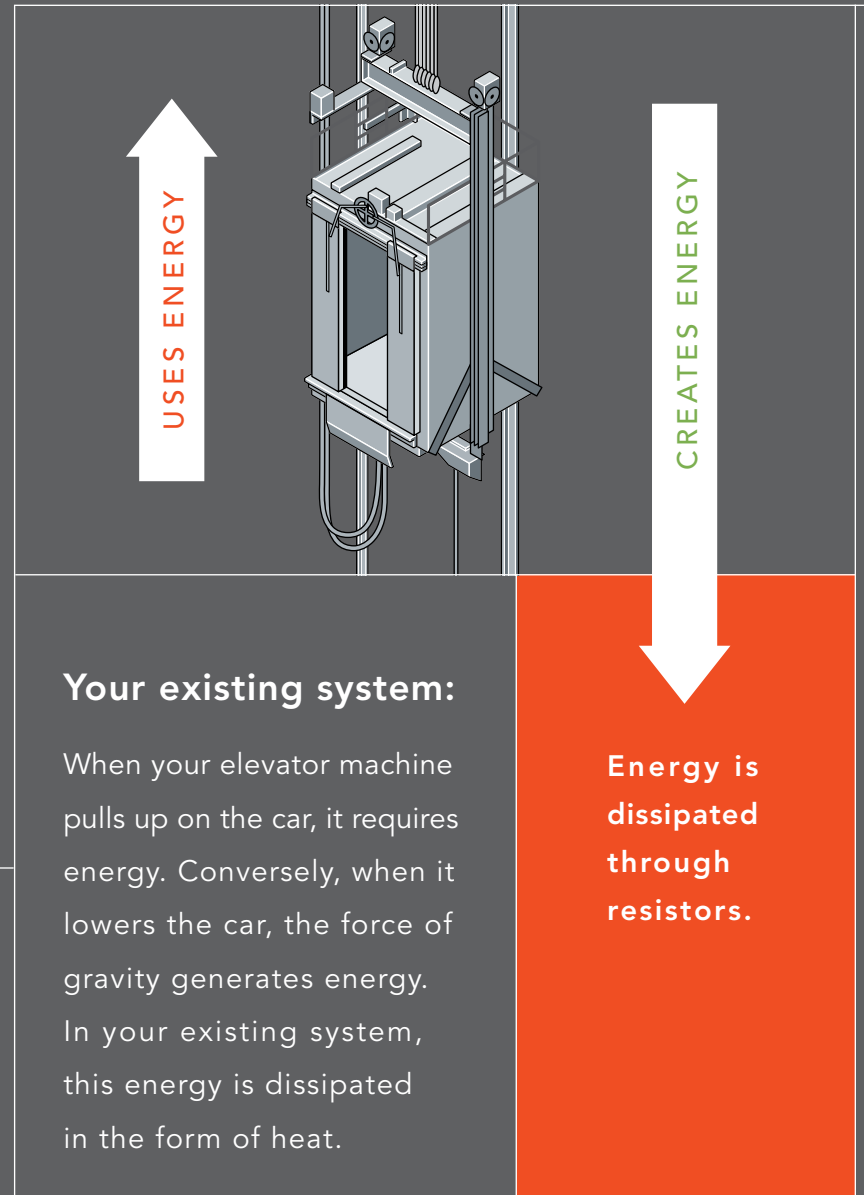 USES ENERGY
CREATES ENERGY
Your existing system:
When your elevator machine
pulls up on the car, it requires
energy. Conversely, when it
lowers the car, the force of
gravity generates energy.
In your existing system,
this energy is dissipated
in the form of heat.
Energy is
dissipated
through
resistors.